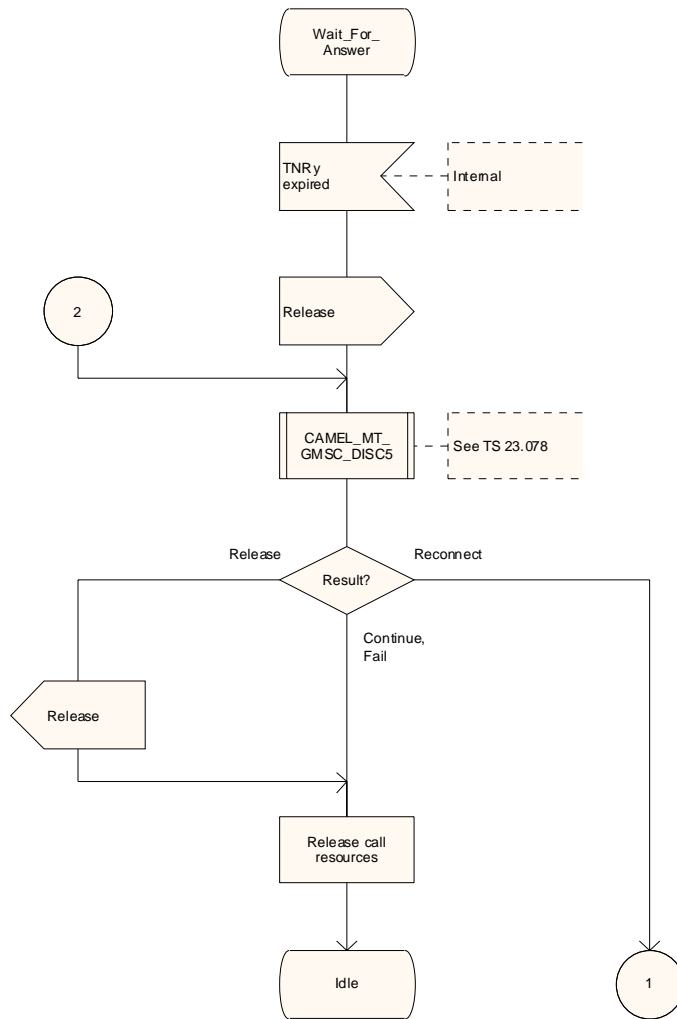 Wait_For_
Answer
TNRy
expired
Internal
2
Release
CAMEL_MT_
GMSC_DISC5
See TS 23.078
Release
Reconnect
Result?
Continue,
Fail
Release
Release call
resources
Idle
1